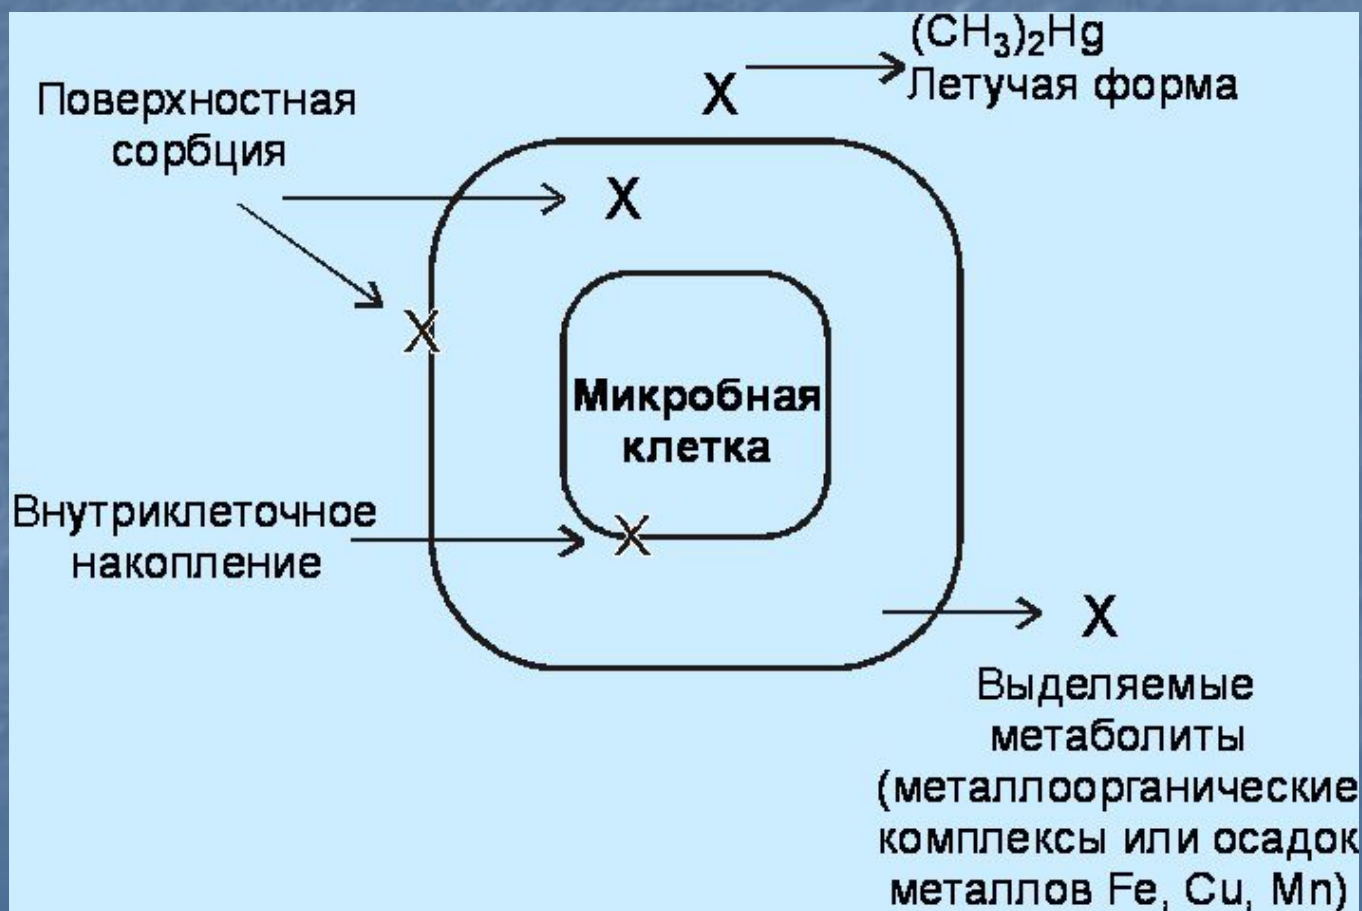 (CH₃)₂Hg
Летучая форма
X
Поверхностная
сорбция
X
X
Микробная
клетка
Внутриклеточное
накопление
X
X
Выделяемые
метаболиты
(металлоорганические
комплексы или осадок
металлов Fe, Cu, Mn)